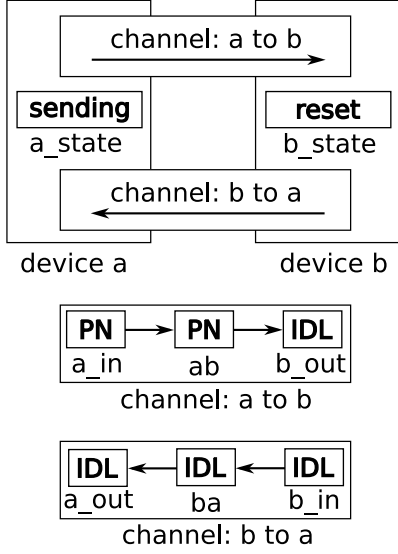 channel: a to b
sending reset
a_state b_state
channel: b to a
device a device b
PN PN IDL
a_in ab b_out
channel: a to b
IDL IDL IDL
a_out ba b_in
channel: b to a